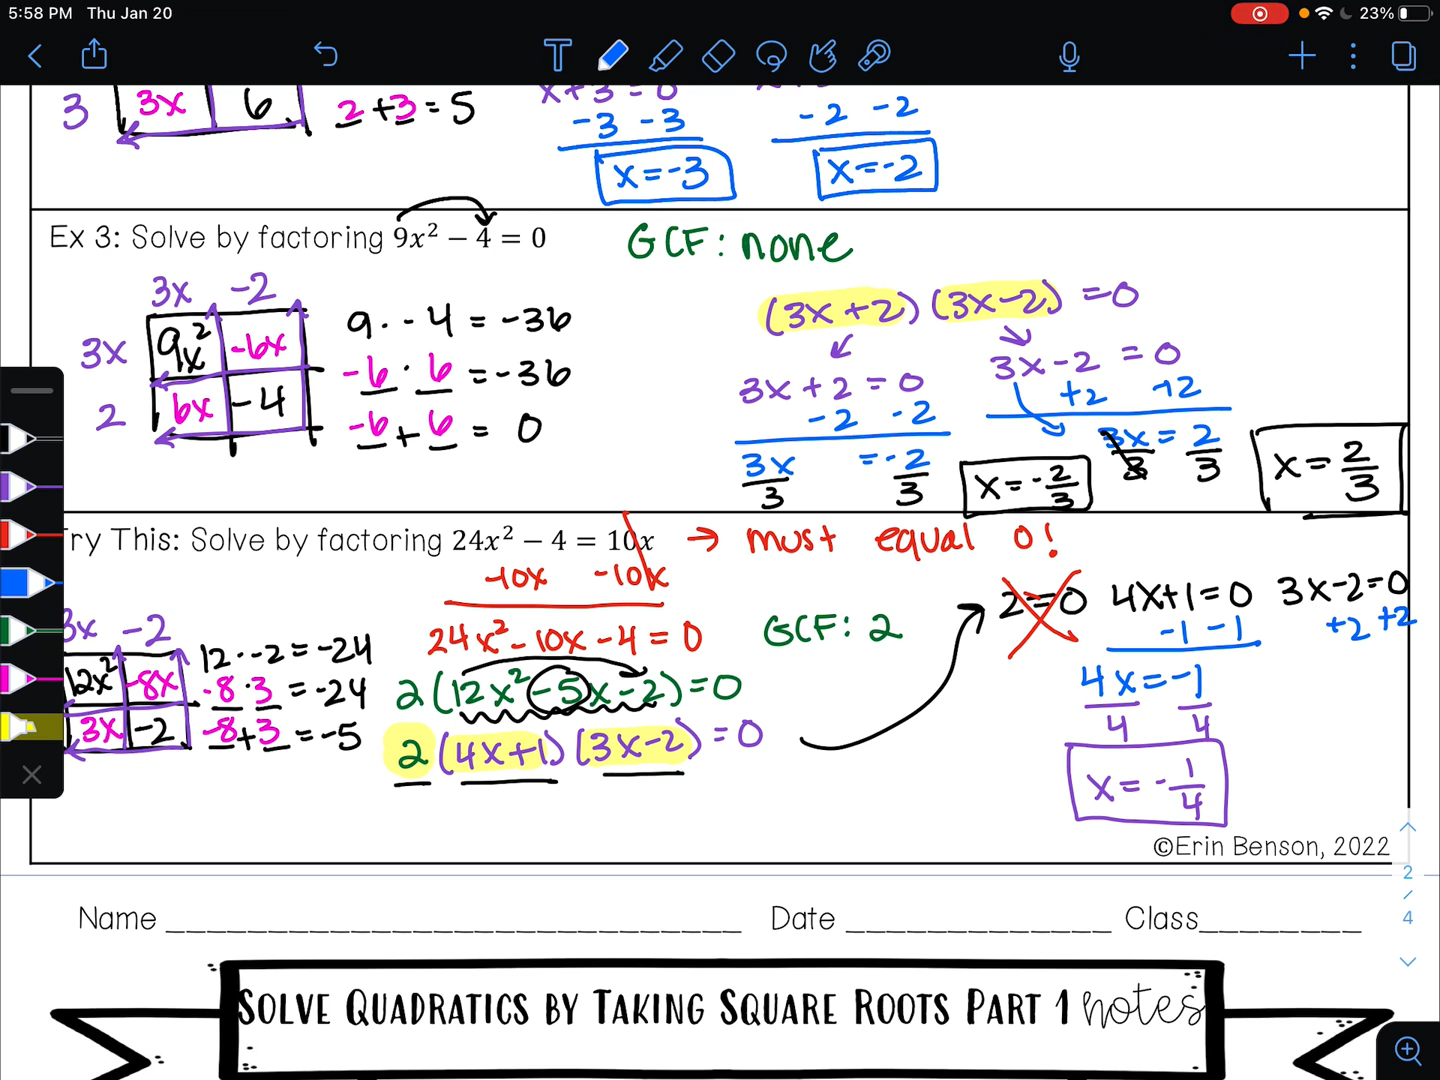 5:58 PM Thu Jan 20
23%
3
3x 6
2 + 3 = 5
x + 3 = 0
-3 -3
x = -3
-2 -2
x = -2
Ex 3: Solve by factoring 9x² − 4 = 0
GCF: none
3x -2
3x 9x² -6x
2 6x -4
9 · -4 = -36
-6 · 6 = -36
-6 + 6 = 0
(3x+2)(3x-2) = 0
3x + 2 = 0
-2 -2
3x/3 = -2/3
x = -2/3
3x - 2 = 0
+2 +2
3x/3 = 2/3
x = 2/3
ry This: Solve by factoring 24x² − 4 = 10x
→ must equal 0!
-10x -10x
24x² - 10x - 4 = 0
GCF: 2
2(12x² - 5x - 2) = 0
2(4x+1)(3x-2) = 0
3x -2
12x² -8x
3x -2
12 · -2 = -24
-8 · 3 = -24
-8 + 3 = -5
2 = 0
4x+1 = 0
-1 -1
4x/4 = -1/4
x = -1/4
3x-2=0
+2 +2
©Erin Benson, 2022
2
/
4
Name ____________________________ Date ____________ Class________
SOLVE QUADRATICS BY TAKING SQUARE ROOTS PART 1 notes